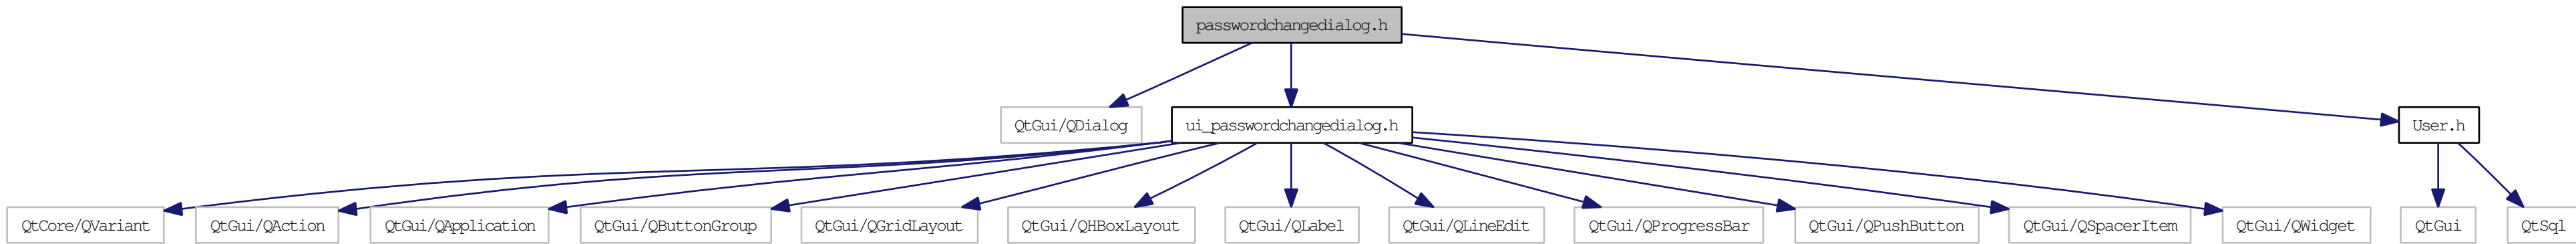 passwordchangedialog.h
QtGui/QDialog
ui_passwordchangedialog.h
User.h
QtCore/QVariant
QtGui/QAction
QtGui/QApplication
QtGui/QButtonGroup
QtGui/QGridLayout
QtGui/QHBoxLayout
QtGui/QLabel
QtGui/QLineEdit
QtGui/QProgressBar
QtGui/QPushButton
QtGui/QSpacerItem
QtGui/QWidget
QtGui
QtSql